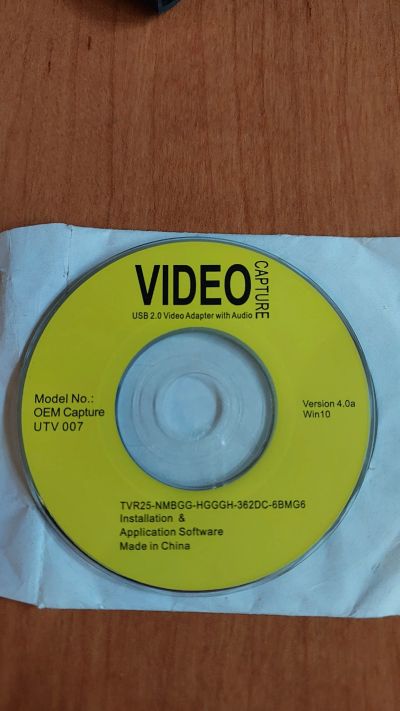 VIDEO
CAPTURE
USB 2.0 Video Adapter with Audio
Model No.:
OEM Capture
UTV 007
Version 4.0a
Win10
TVR25-NMBGG-HGGGH-362DC-6BMG6
Installation &
Application Software
Made in China